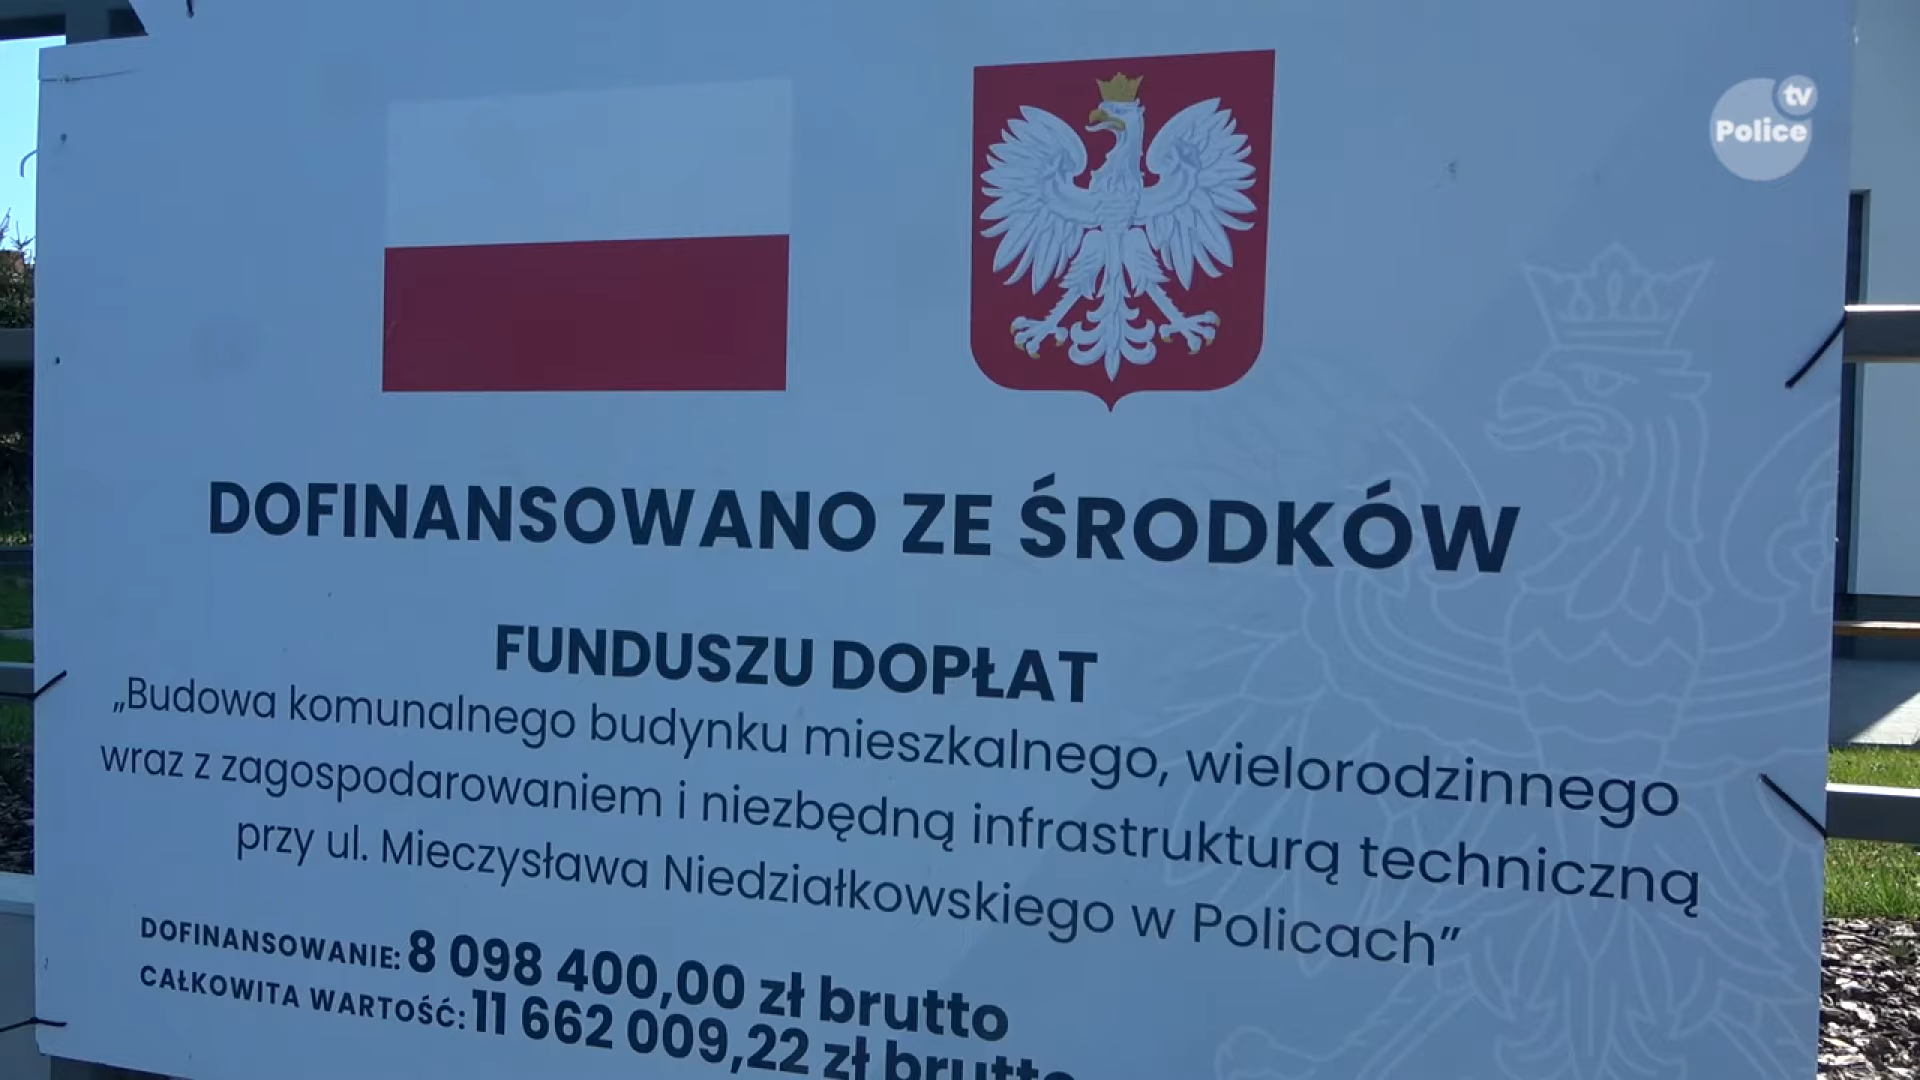 tv
Police
DOFINANSOWANO ZE ŚRODKÓW
FUNDUSZU DOPŁAT
„Budowa komunalnego budynku mieszkalnego, wielorodzinnego
wraz z zagospodarowaniem i niezbędną infrastrukturą techniczną
przy ul. Mieczysława Niedziałkowskiego w Policach”
DOFINANSOWANIE: 8 098 400,00 zł brutto
CAŁKOWITA WARTOŚĆ: 11 662 009,22 zł brutto